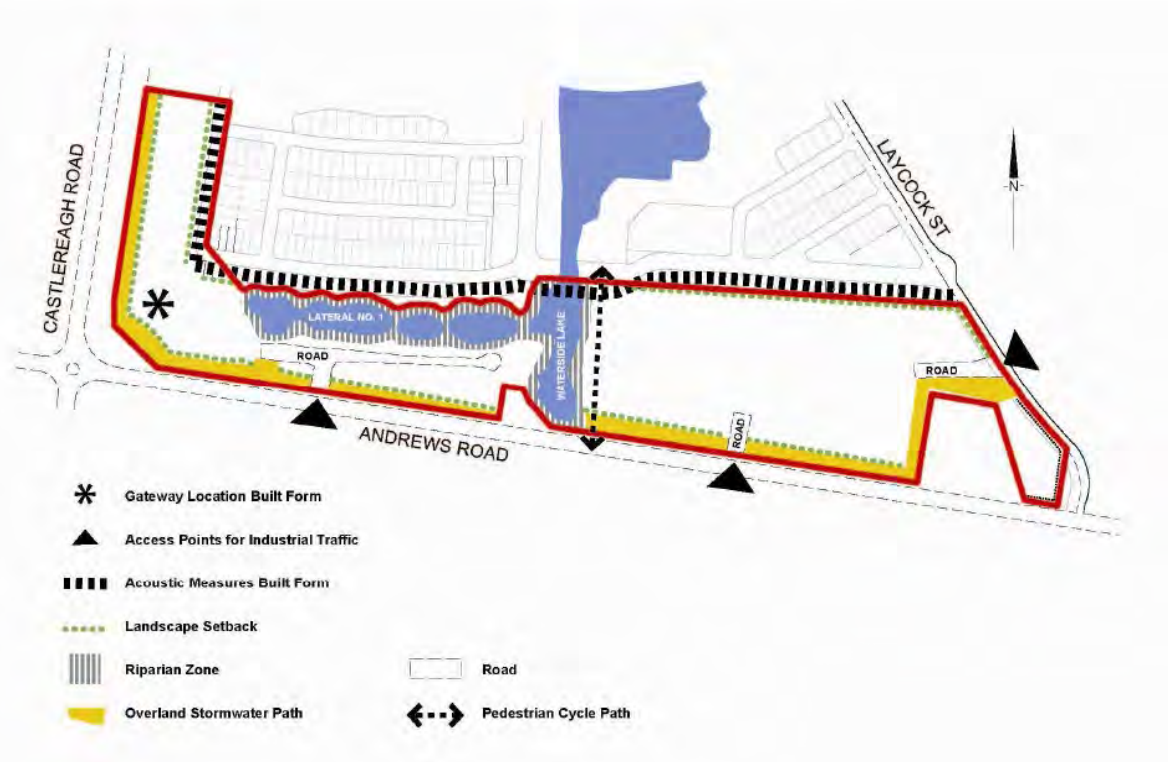 CASTLEREAGH ROAD
LAYCOCK ST
-N-
LATERAL NO. 1
WATERSIDE LAKE
ROAD
ROAD
ROAD
ANDREWS ROAD
Gateway Location Built Form
Access Points for Industrial Traffic
Acoustic Measures Built Form
Landscape Setback
Riparian Zone
Road
Overland Stormwater Path
Pedestrian Cycle Path